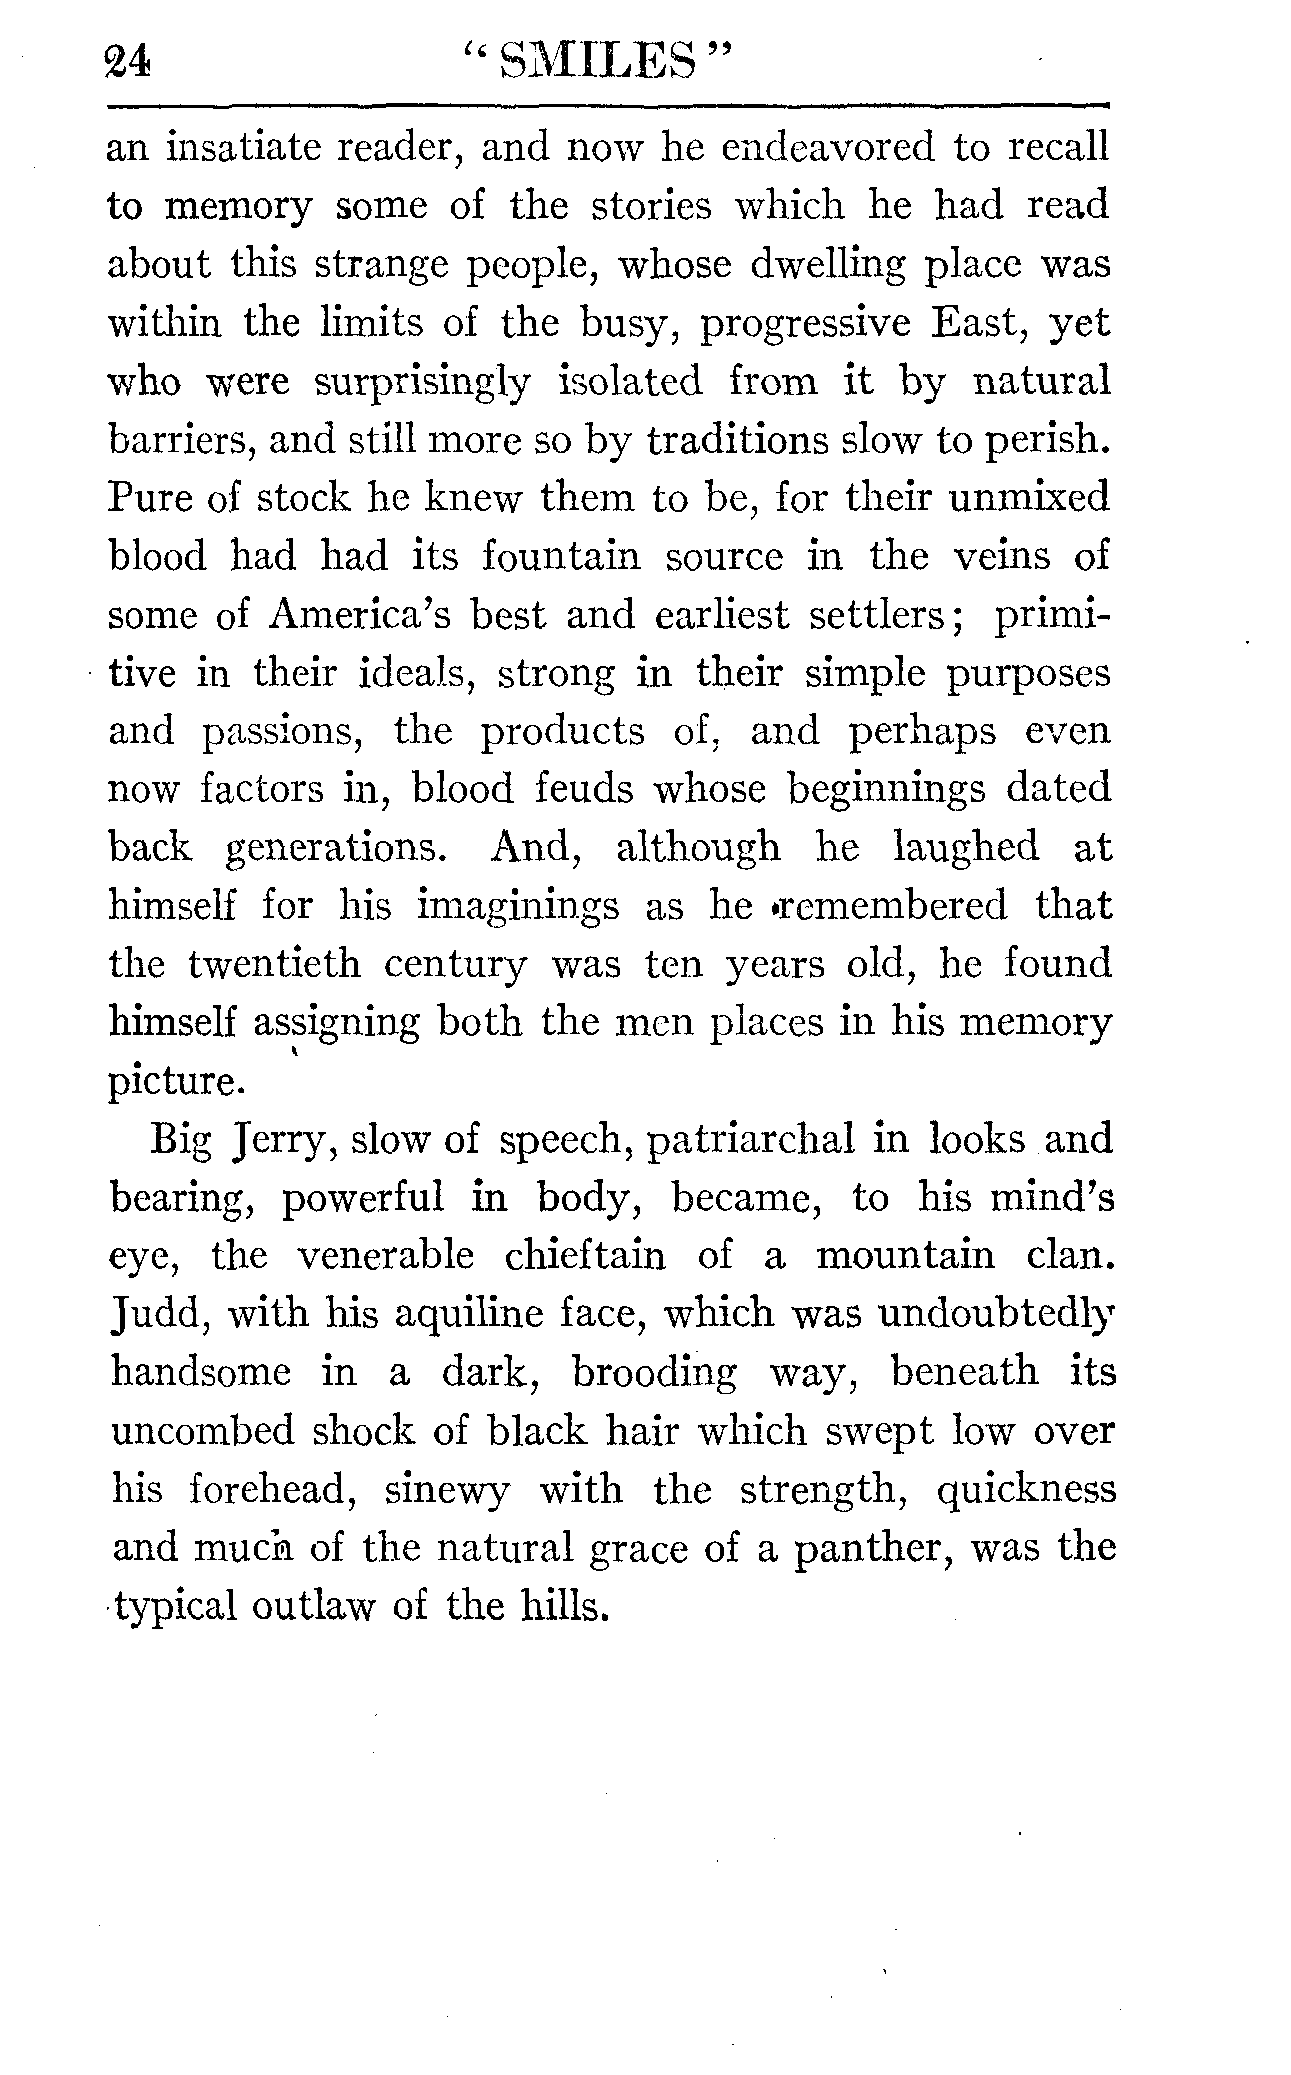 24 “ SMILES ”
an insatiate reader, and now he endeavored to recall
to memory some of the stories which he had read
about this strange people, whose dwelling place was
within the limits of the busy, progressive East, yet
who were surprisingly isolated from it by natural
barriers, and still more so by traditions slow to perish.
Pure of stock he knew them to be, for their unmixed
blood had had its fountain source in the veins of
some of America’s best and earliest settlers; primi-
tive in their ideals, strong in their simple purposes
and passions, the products of, and perhaps even
now factors in, blood feuds whose beginnings dated
back generations. And, although he laughed at
himself for his imaginings as he remembered that
the twentieth century was ten years old, he found
himself assigning both the men places in his memory
picture.
Big Jerry, slow of speech, patriarchal in looks and
bearing, powerful in body, became, to his mind’s
eye, the venerable chieftain of a mountain clan.
Judd, with his aquiline face, which was undoubtedly
handsome in a dark, brooding way, beneath its
uncombed shock of black hair which swept low over
his forehead, sinewy with the strength, quickness
and much of the natural grace of a panther, was the
typical outlaw of the hills.